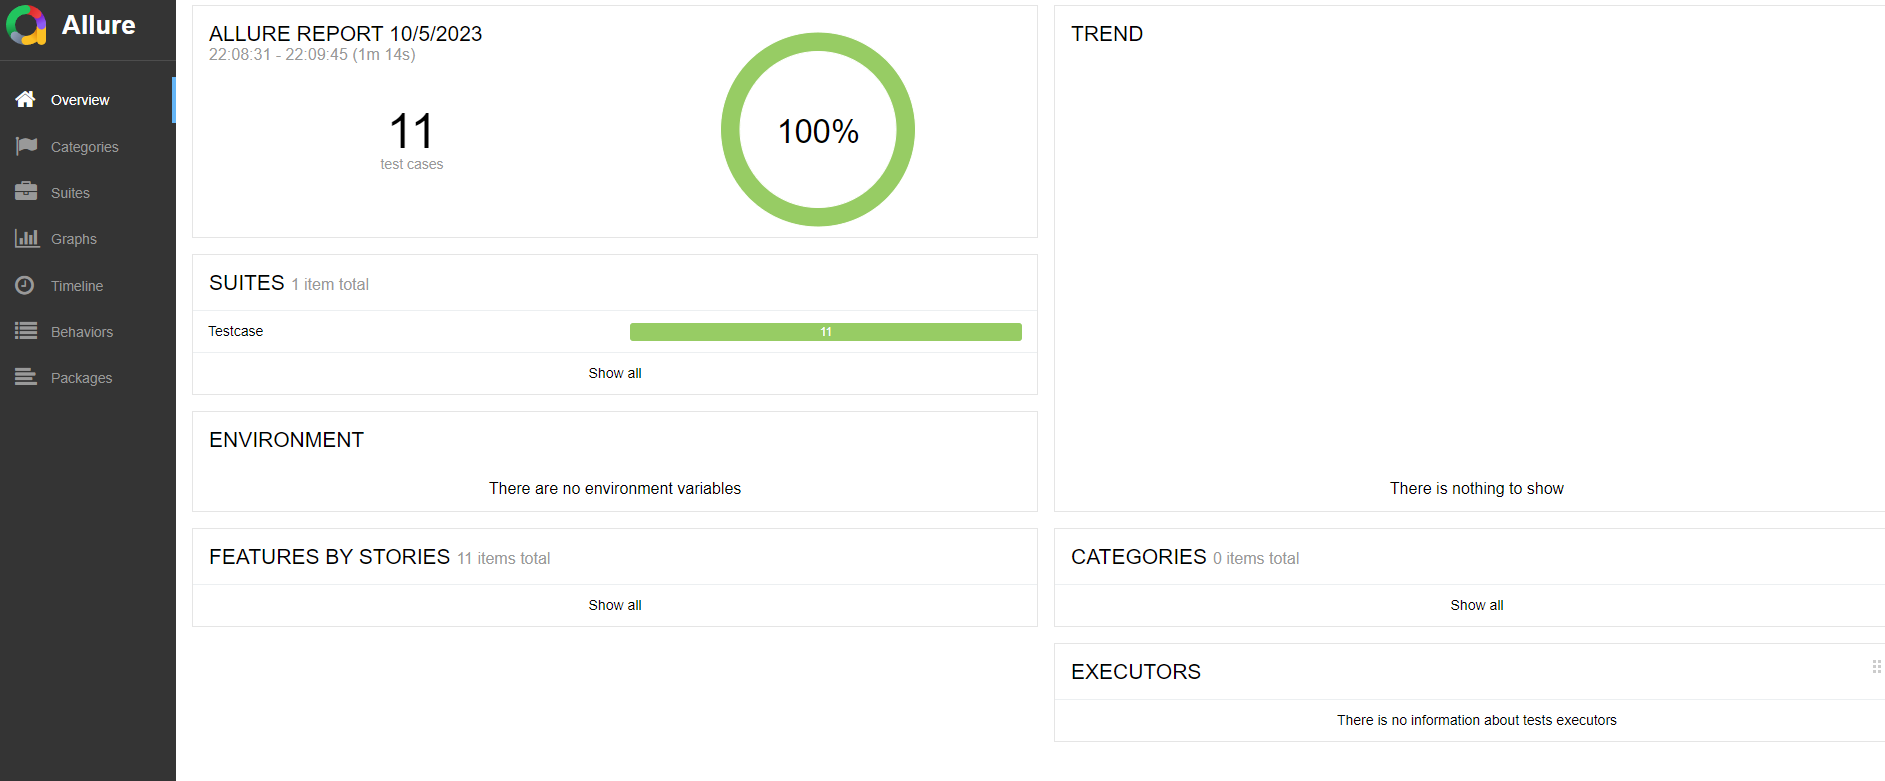 Allure
Overview
Categories
Suites
Graphs
Timeline
Behaviors
Packages
ALLURE REPORT 10/5/2023
22:08:31 - 22:09:45 (1m 14s)
11
test cases
100%
SUITES 1 item total
Testcase
11
Show all
ENVIRONMENT
There are no environment variables
FEATURES BY STORIES 11 items total
Show all
TREND
There is nothing to show
CATEGORIES 0 items total
Show all
EXECUTORS
There is no information about tests executors